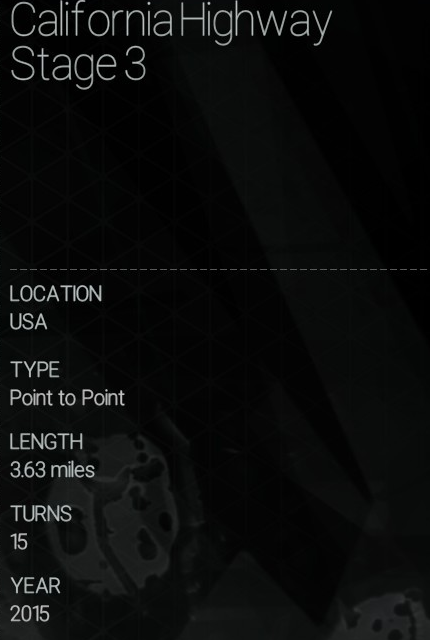 California Highway
Stage 3
LOCATION
USA
TYPE
Point to Point
LENGTH
3.63 miles
TURNS
15
YEAR
2015